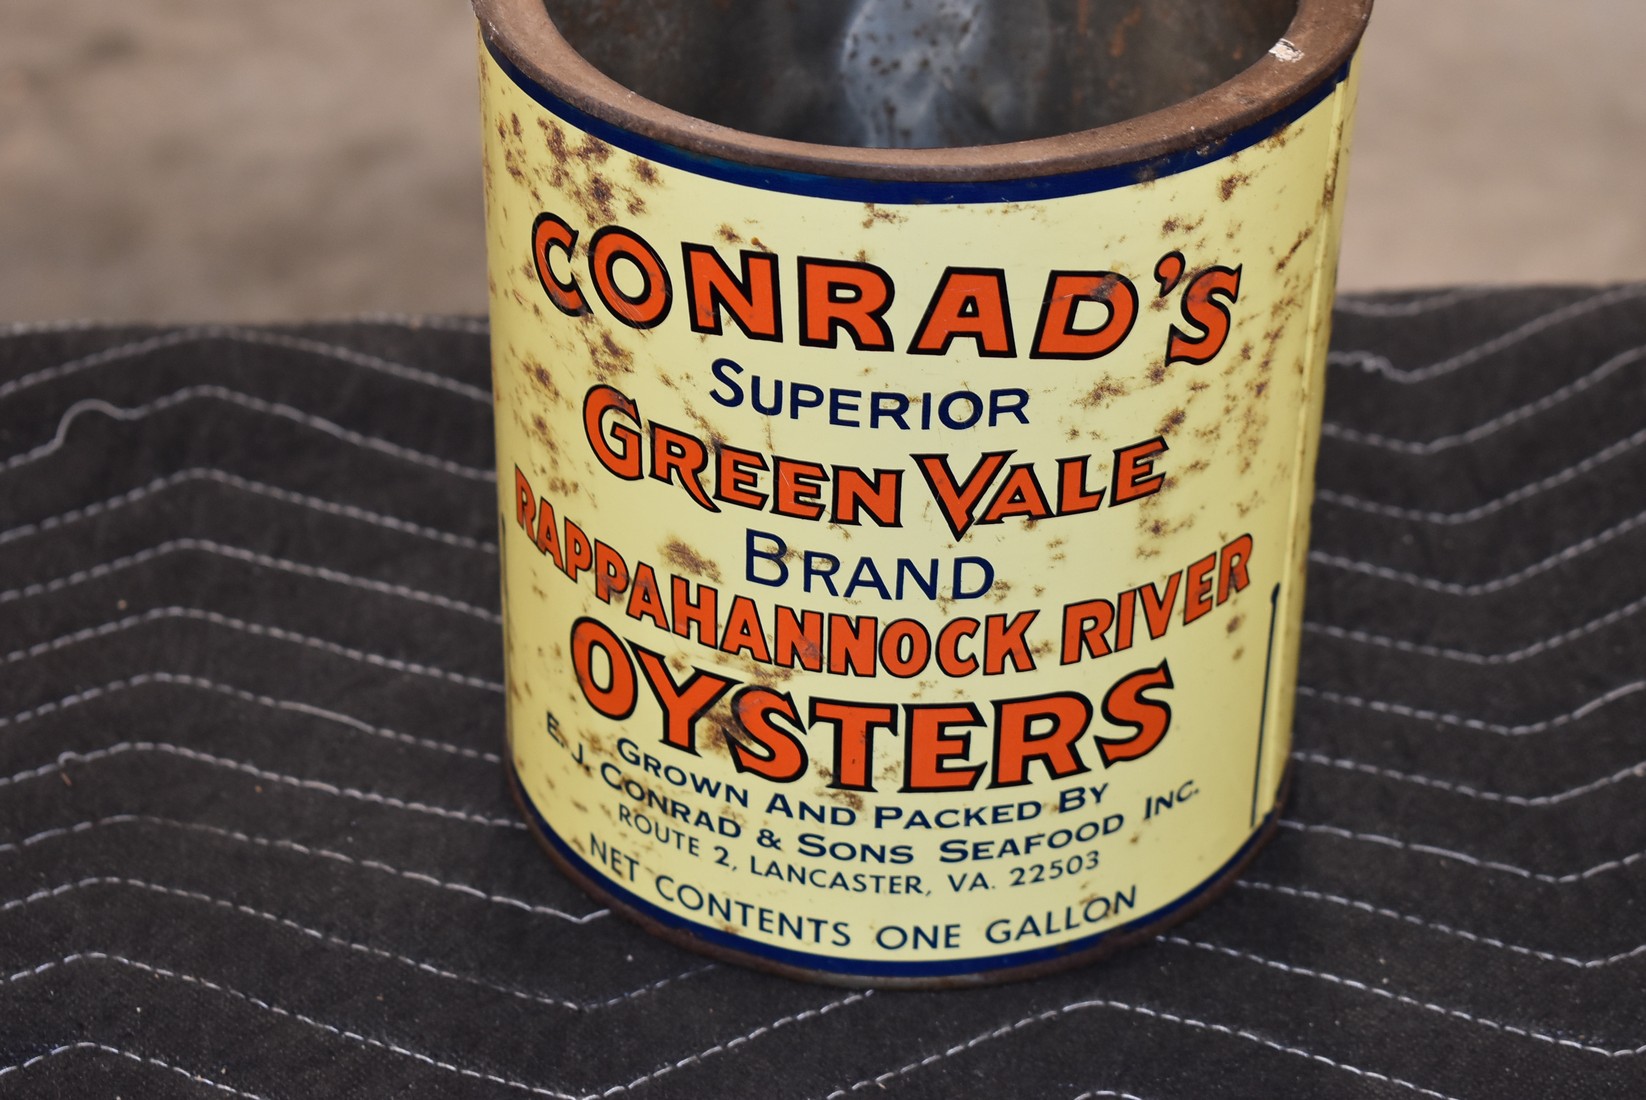 CONRAD'S
SUPERIOR
GREEN VALE
BRAND
RAPPAHANNOCK RIVER
OYSTERS
GROWN AND PACKED BY
E. J. CONRAD & SONS SEAFOOD INC.
ROUTE 2, LANCASTER, VA. 22503
NET CONTENTS ONE GALLON